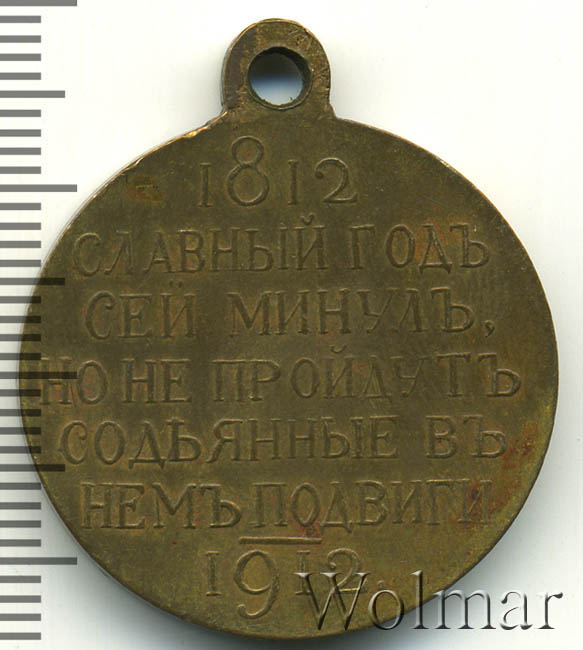 1812
СЛАВНЫЙ ГОДЪ
СЕЙ МИНУЛЪ,
НО НЕ ПРОЙДУТЪ
СОДѢЯННЫЕ ВЪ
НЕМЪ ПОДВИГИ
1912.
Wolmar